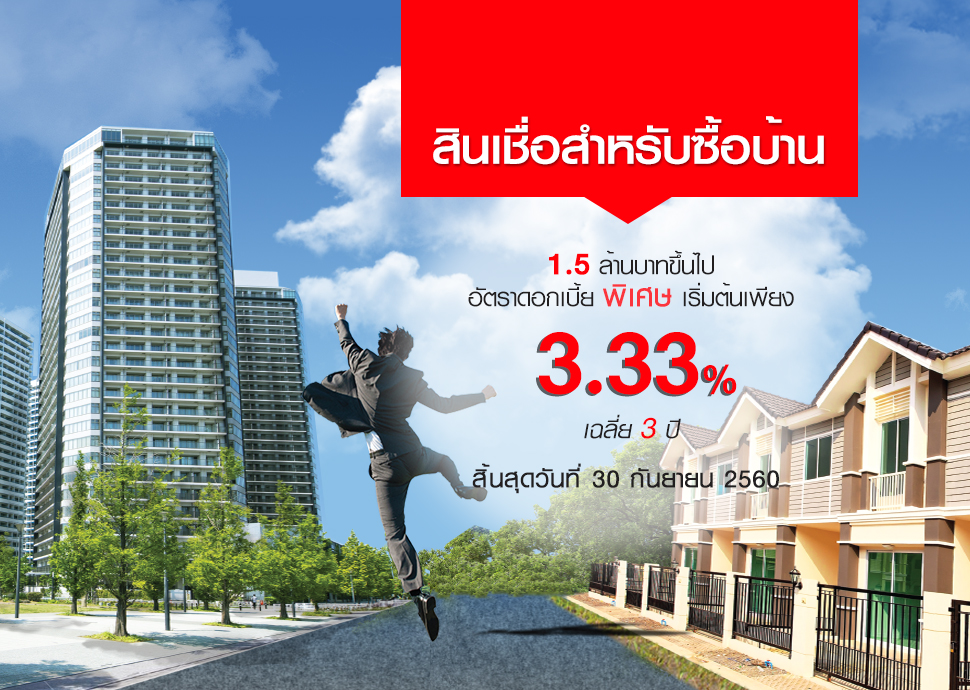 สินเชื่อสำหรับซื้อบ้าน
1.5 ล้านบาทขึ้นไป
อัตราดอกเบี้ย พิเศษ เริ่มต้นเพียง
3.33%
เฉลี่ย 3 ปี
สิ้นสุดวันที่ 30 กันยายน 2560